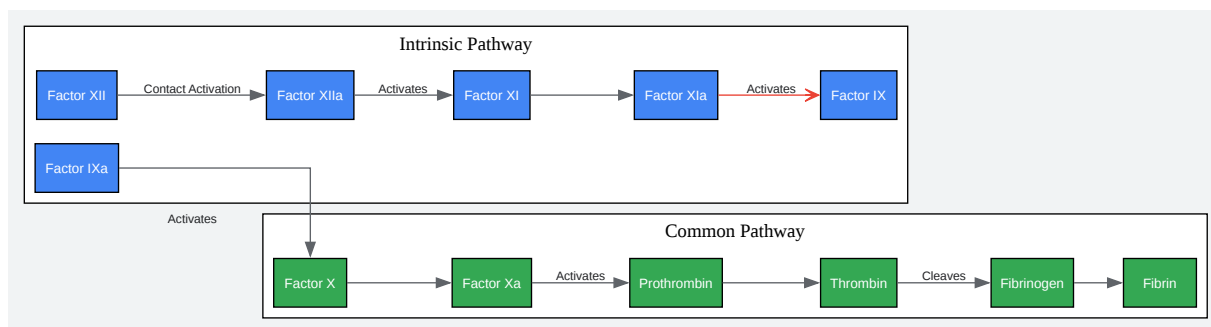 Intrinsic Pathway
Factor XII
Contact Activation
Factor XIIa
Activates
Factor XI
Factor XIa
Activates
Factor IX
Factor IXa
Activates
Common Pathway
Factor X
Factor Xa
Activates
Prothrombin
Thrombin
Cleaves
Fibrinogen
Fibrin